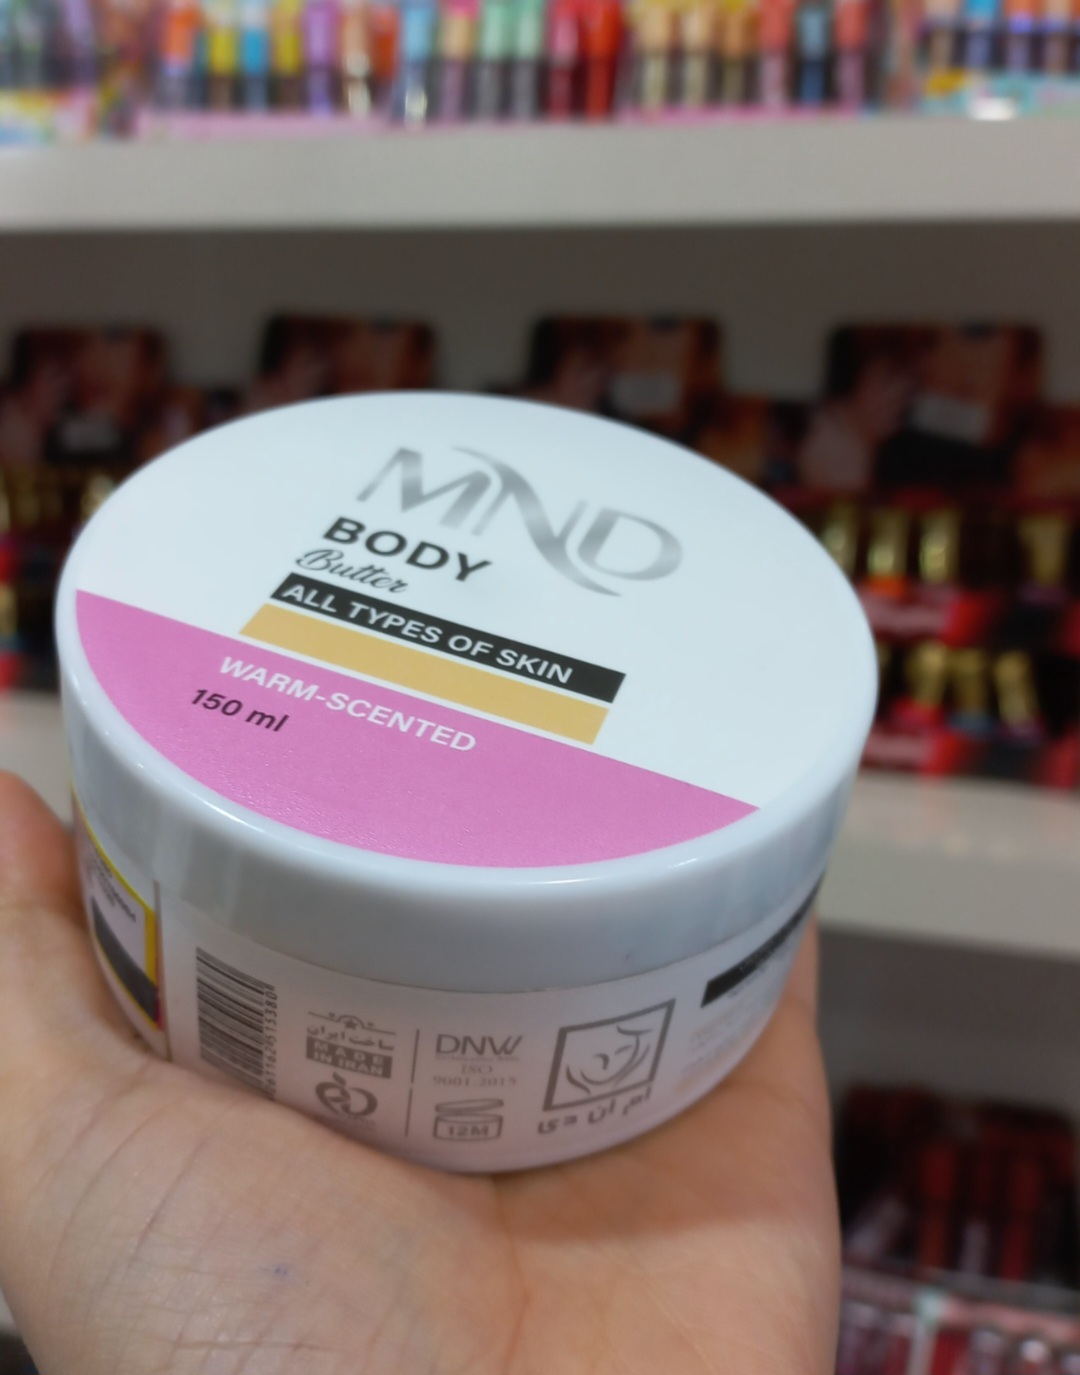 MND
BODY
Butter
ALL TYPES OF SKIN
WARM-SCENTED
150 ml
ساخت ایران
MADE
IN IRAN
DNW
ISO
9001:2015
12M
ام ان دی